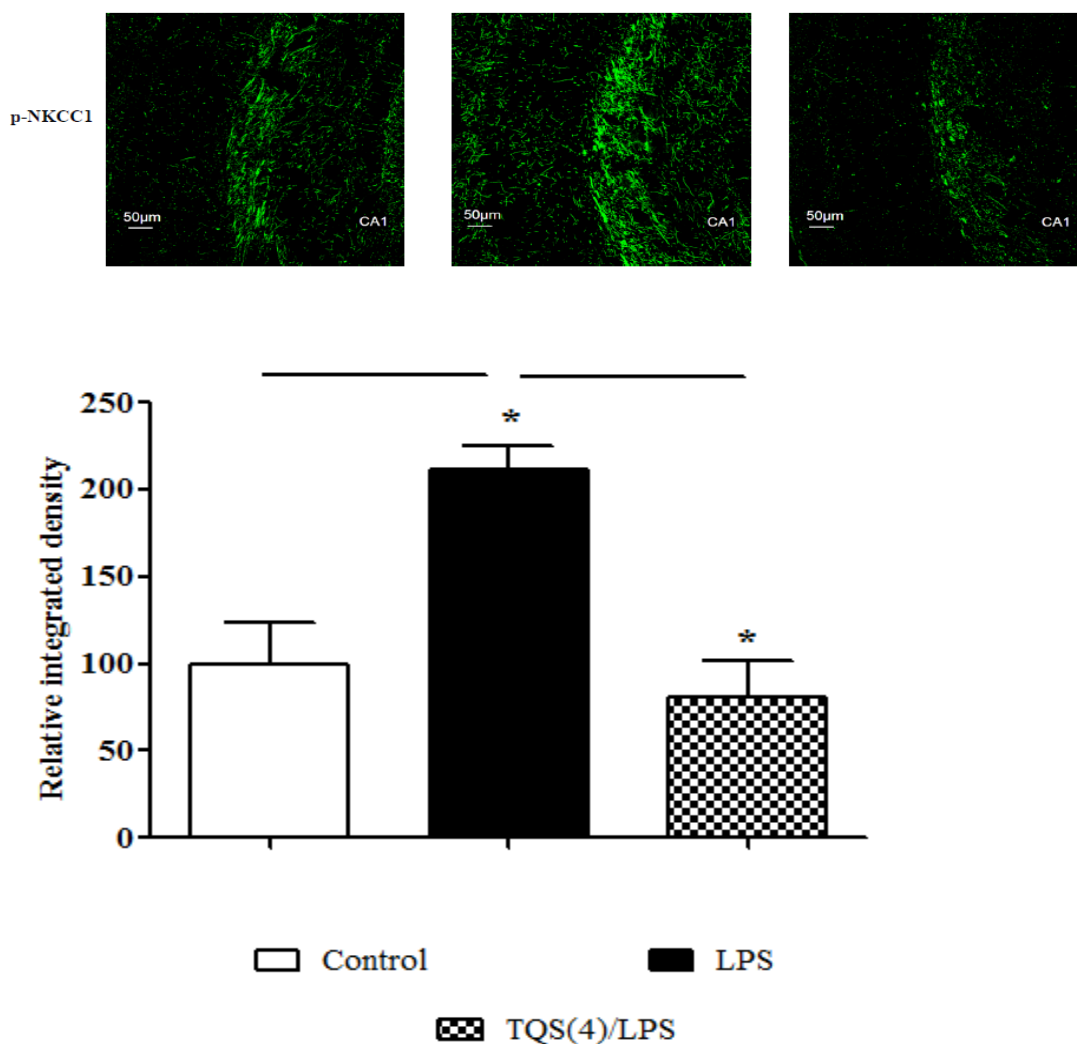 p-NKCC1
50µm
CA1
50µm
CA1
50µm
CA1
Relative integrated density
250
200
150
100
50
0
*
*
Control
LPS
TQS(4)/LPS